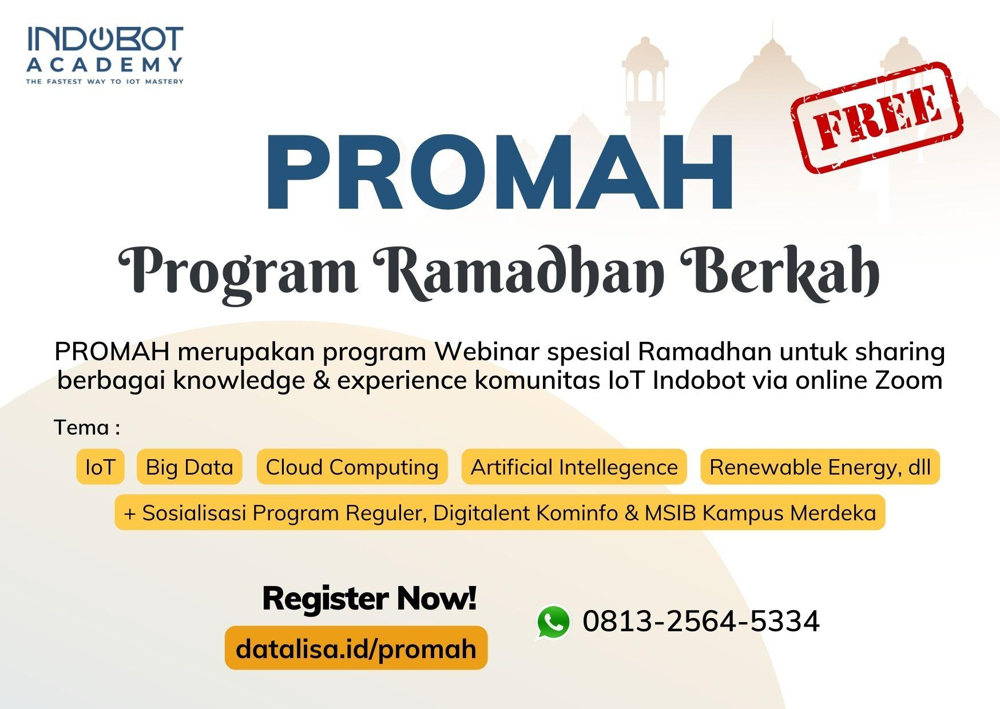 INDOBOT
ACADEMY
THE FASTEST WAY TO IOT MASTERY
FREE
PROMAH
Program Ramadhan Berkah
PROMAH merupakan program Webinar spesial Ramadhan untuk sharing
berbagai knowledge & experience komunitas IoT Indobot via online Zoom
Tema :
IoT Big Data Cloud Computing Artificial Intellegence Renewable Energy, dll
+ Sosialisasi Program Reguler, Digitalent Kominfo & MSIB Kampus Merdeka
Register Now!
datalisa.id/promah
0813-2564-5334